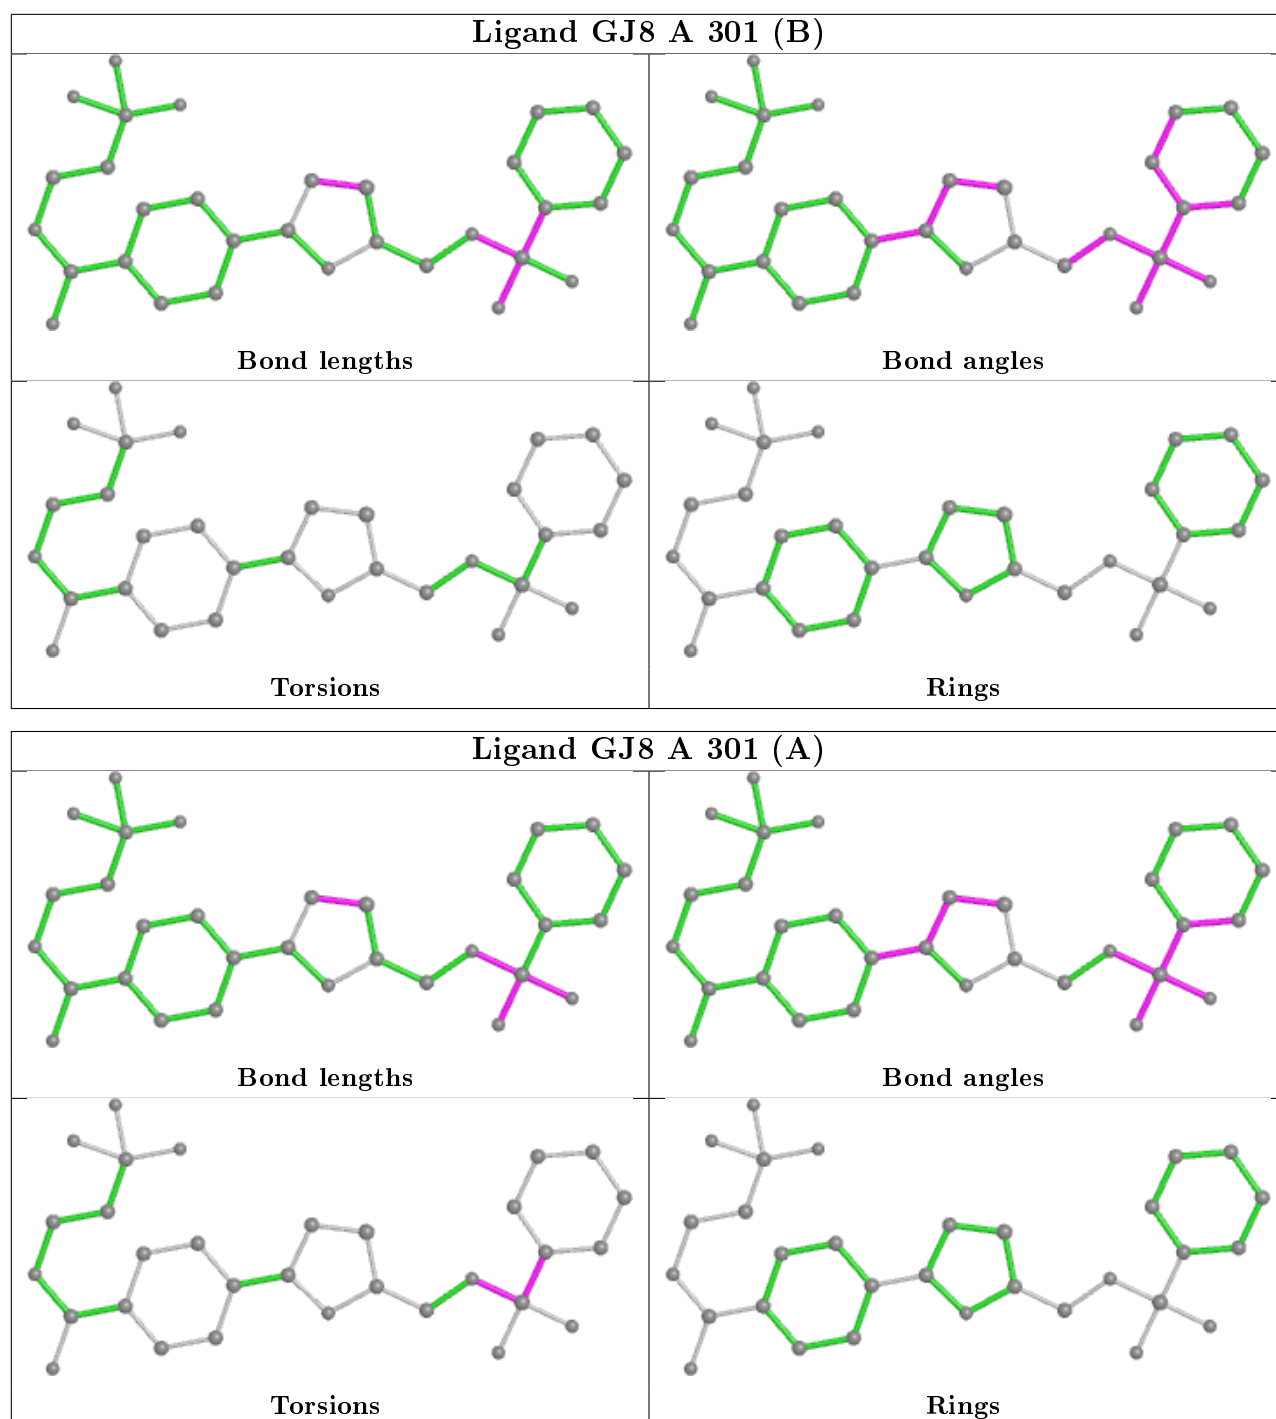 Ligand GJ8 A 301 (B)
Bond lengths
Bond angles
Torsions
Rings
Ligand GJ8 A 301 (A)
Bond lengths
Bond angles
Torsions
Rings